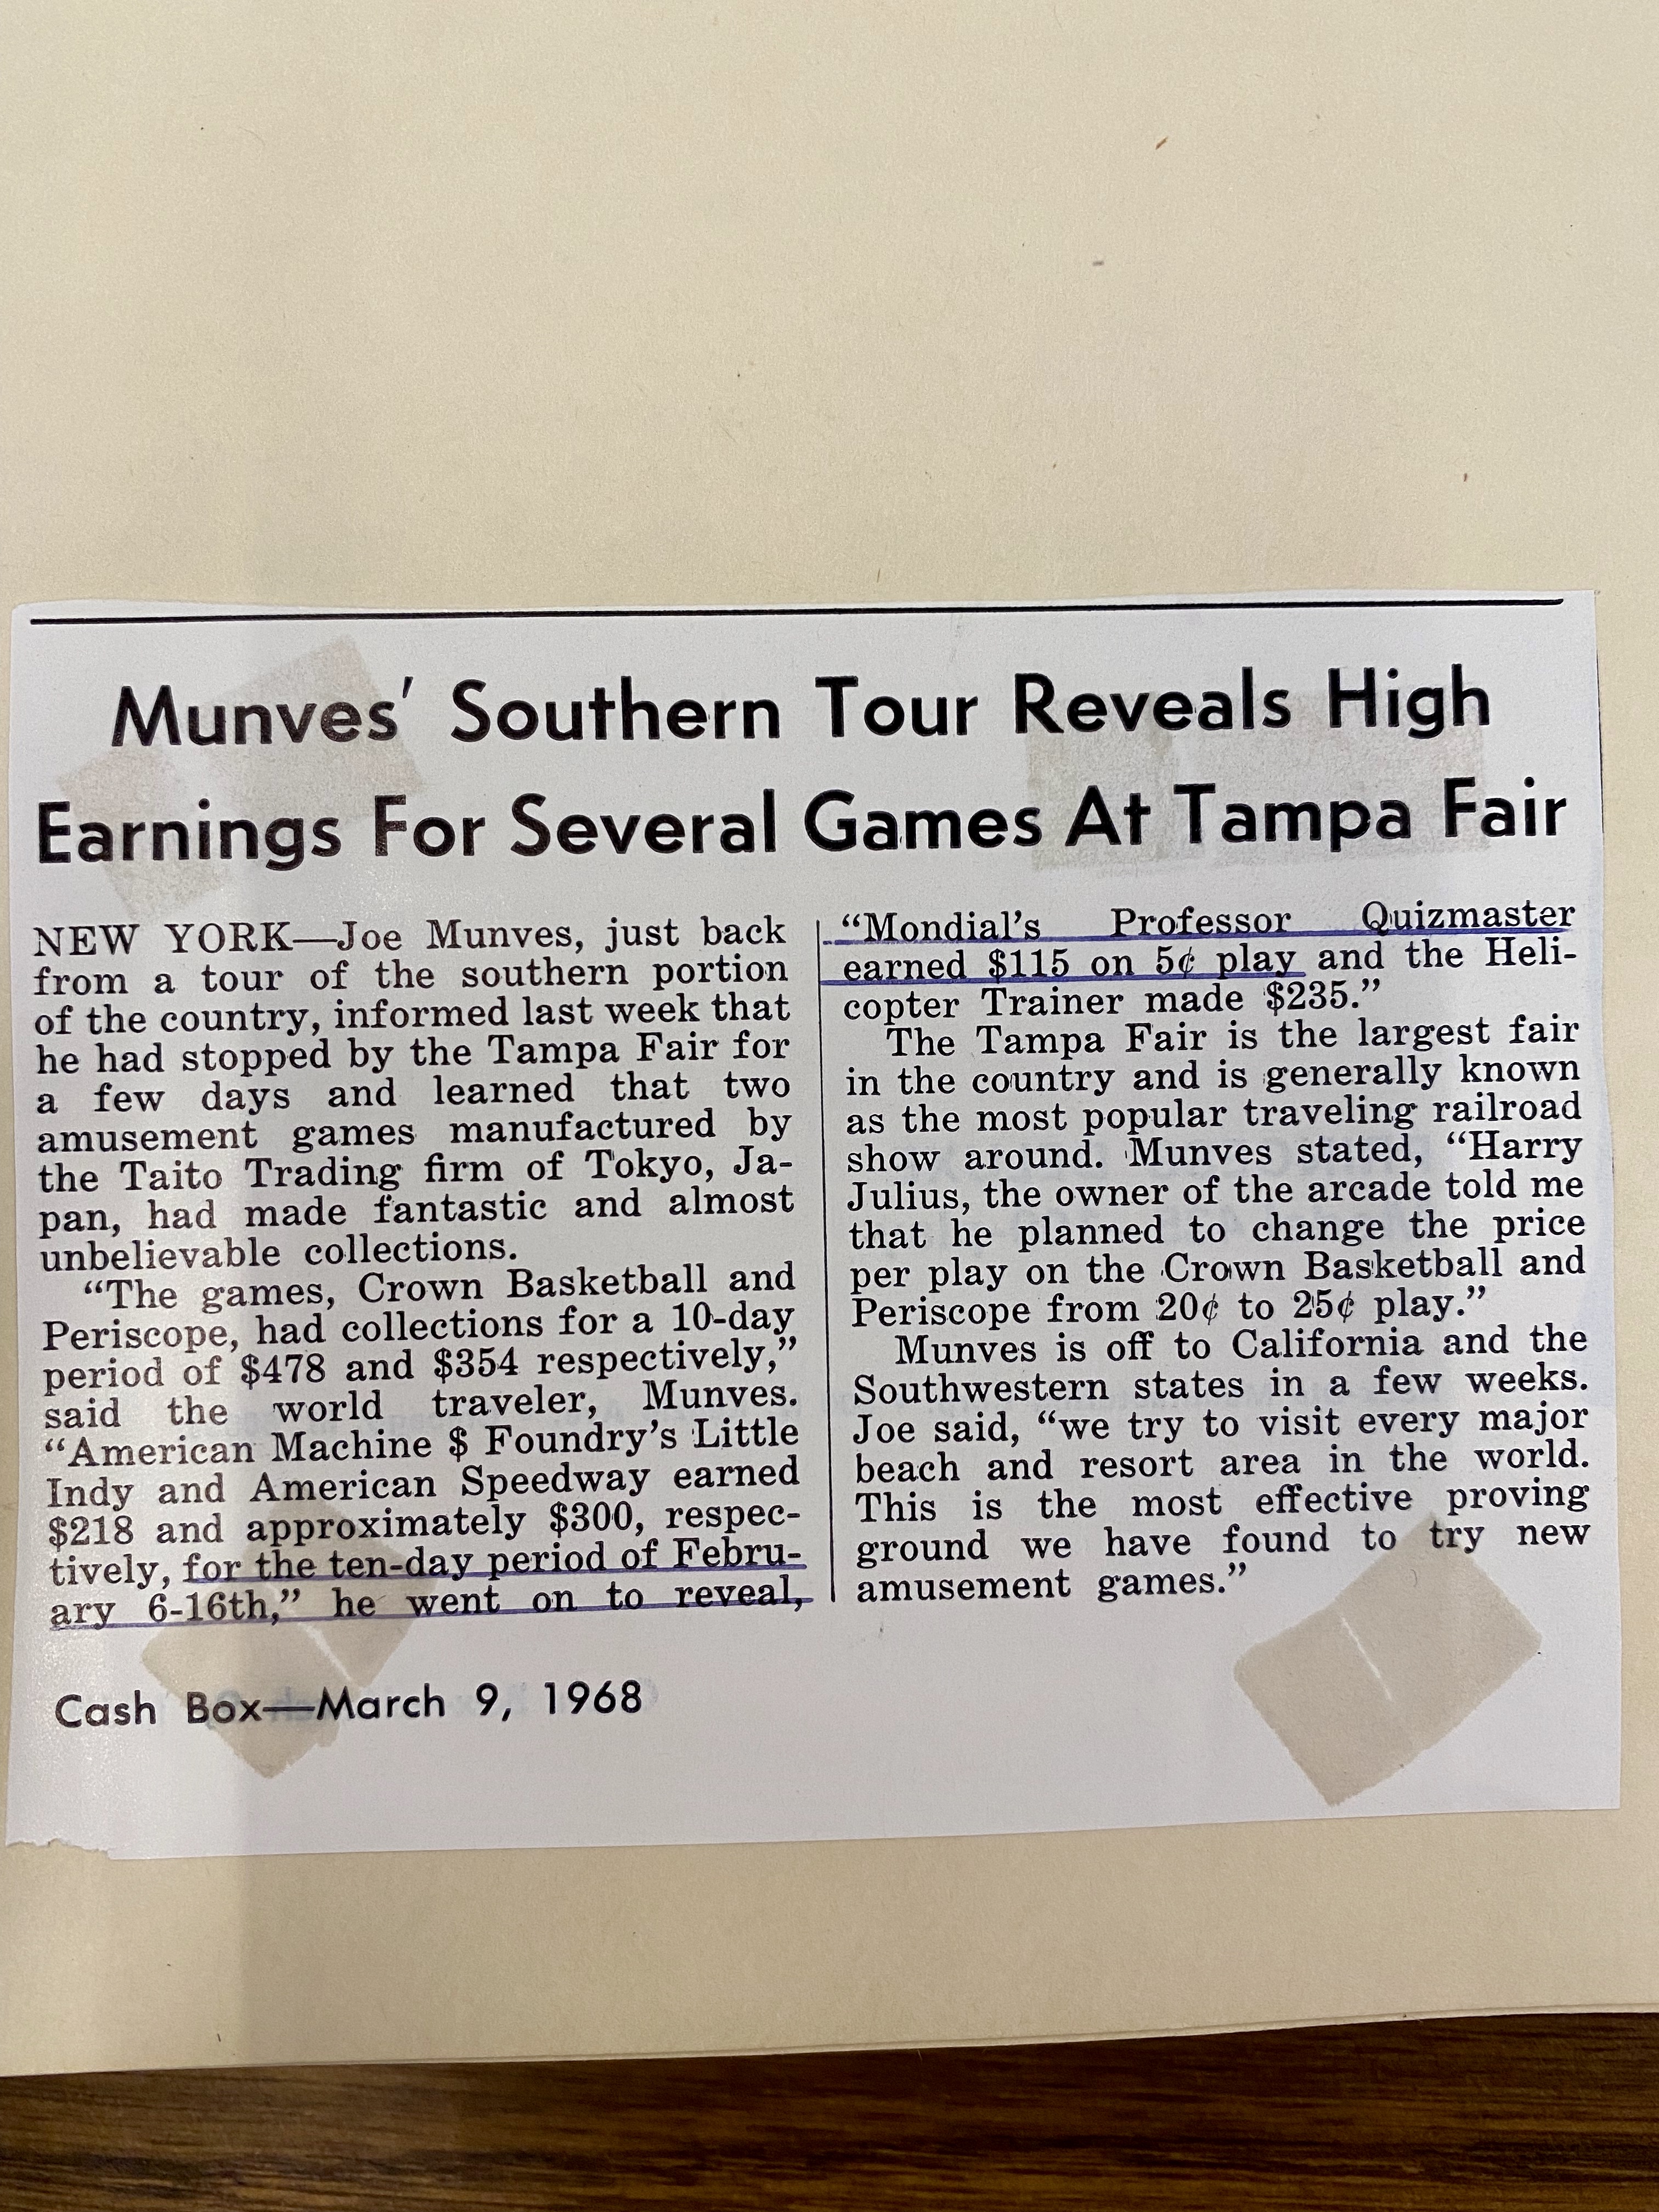 Munves' Southern Tour Reveals High
Earnings For Several Games At Tampa Fair
NEW YORK—Joe Munves, just back
from a tour of the southern portion
of the country, informed last week that
he had stopped by the Tampa Fair for
a few days and learned that two
amusement games manufactured by
the Taito Trading firm of Tokyo, Ja-
pan, had made fantastic and almost
unbelievable collections.
“The games, Crown Basketball and
Periscope, had collections for a 10-day
period of $478 and $354 respectively,”
said the world traveler, Munves.
“American Machine $ Foundry's Little
Indy and American Speedway earned
$218 and approximately $300, respec-
tively, for the ten-day period of Febru-
ary 6-16th,” he went on to reveal,
“Mondial's Professor Quizmaster
earned $115 on 5¢ play and the Heli-
copter Trainer made $235.”
The Tampa Fair is the largest fair
in the country and is generally known
as the most popular traveling railroad
show around. Munves stated, “Harry
Julius, the owner of the arcade told me
that he planned to change the price
per play on the Crown Basketball and
Periscope from 20¢ to 25¢ play.”
Munves is off to California and the
Southwestern states in a few weeks.
Joe said, “we try to visit every major
beach and resort area in the world.
This is the most effective proving
ground we have found to try new
amusement games.”
Cash Box—March 9, 1968